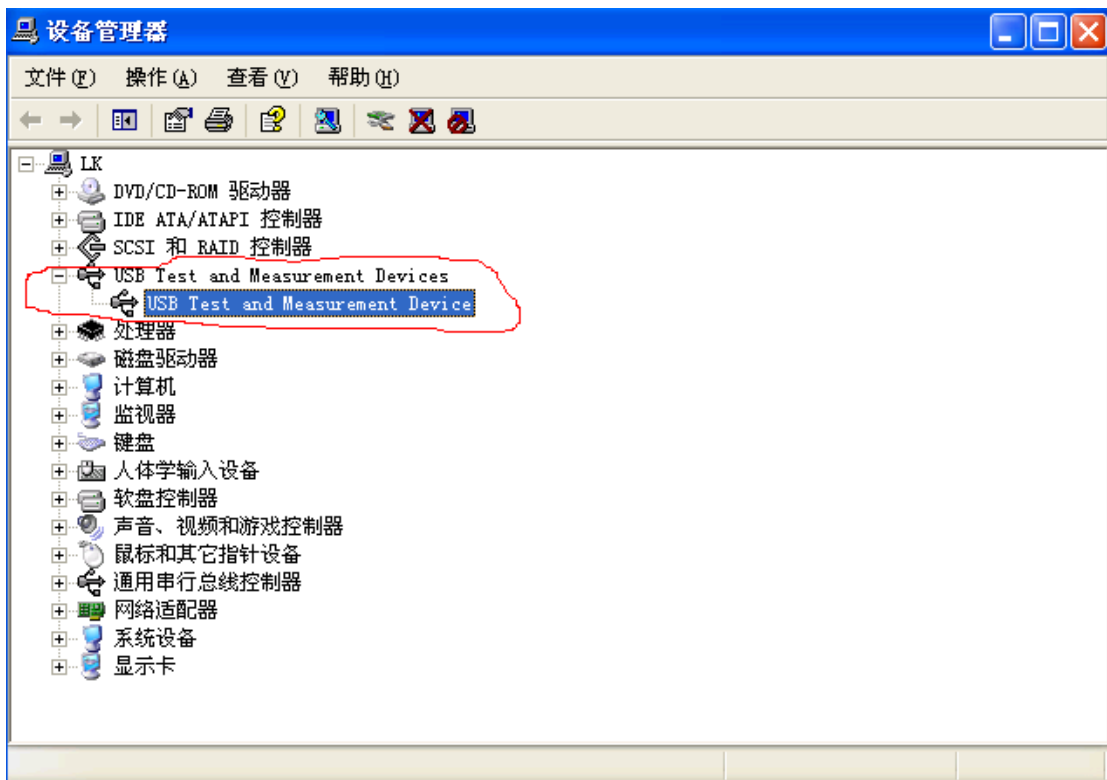 设备管理器
文件(F) 操作(A) 查看(V) 帮助(H)
LK
DVD/CD-ROM 驱动器
IDE ATA/ATAPI 控制器
SCSI 和 RAID 控制器
USB Test and Measurement Devices
USB Test and Measurement Device
处理器
磁盘驱动器
计算机
监视器
键盘
人体学输入设备
软盘控制器
声音、视频和游戏控制器
鼠标和其它指针设备
通用串行总线控制器
网络适配器
系统设备
显示卡